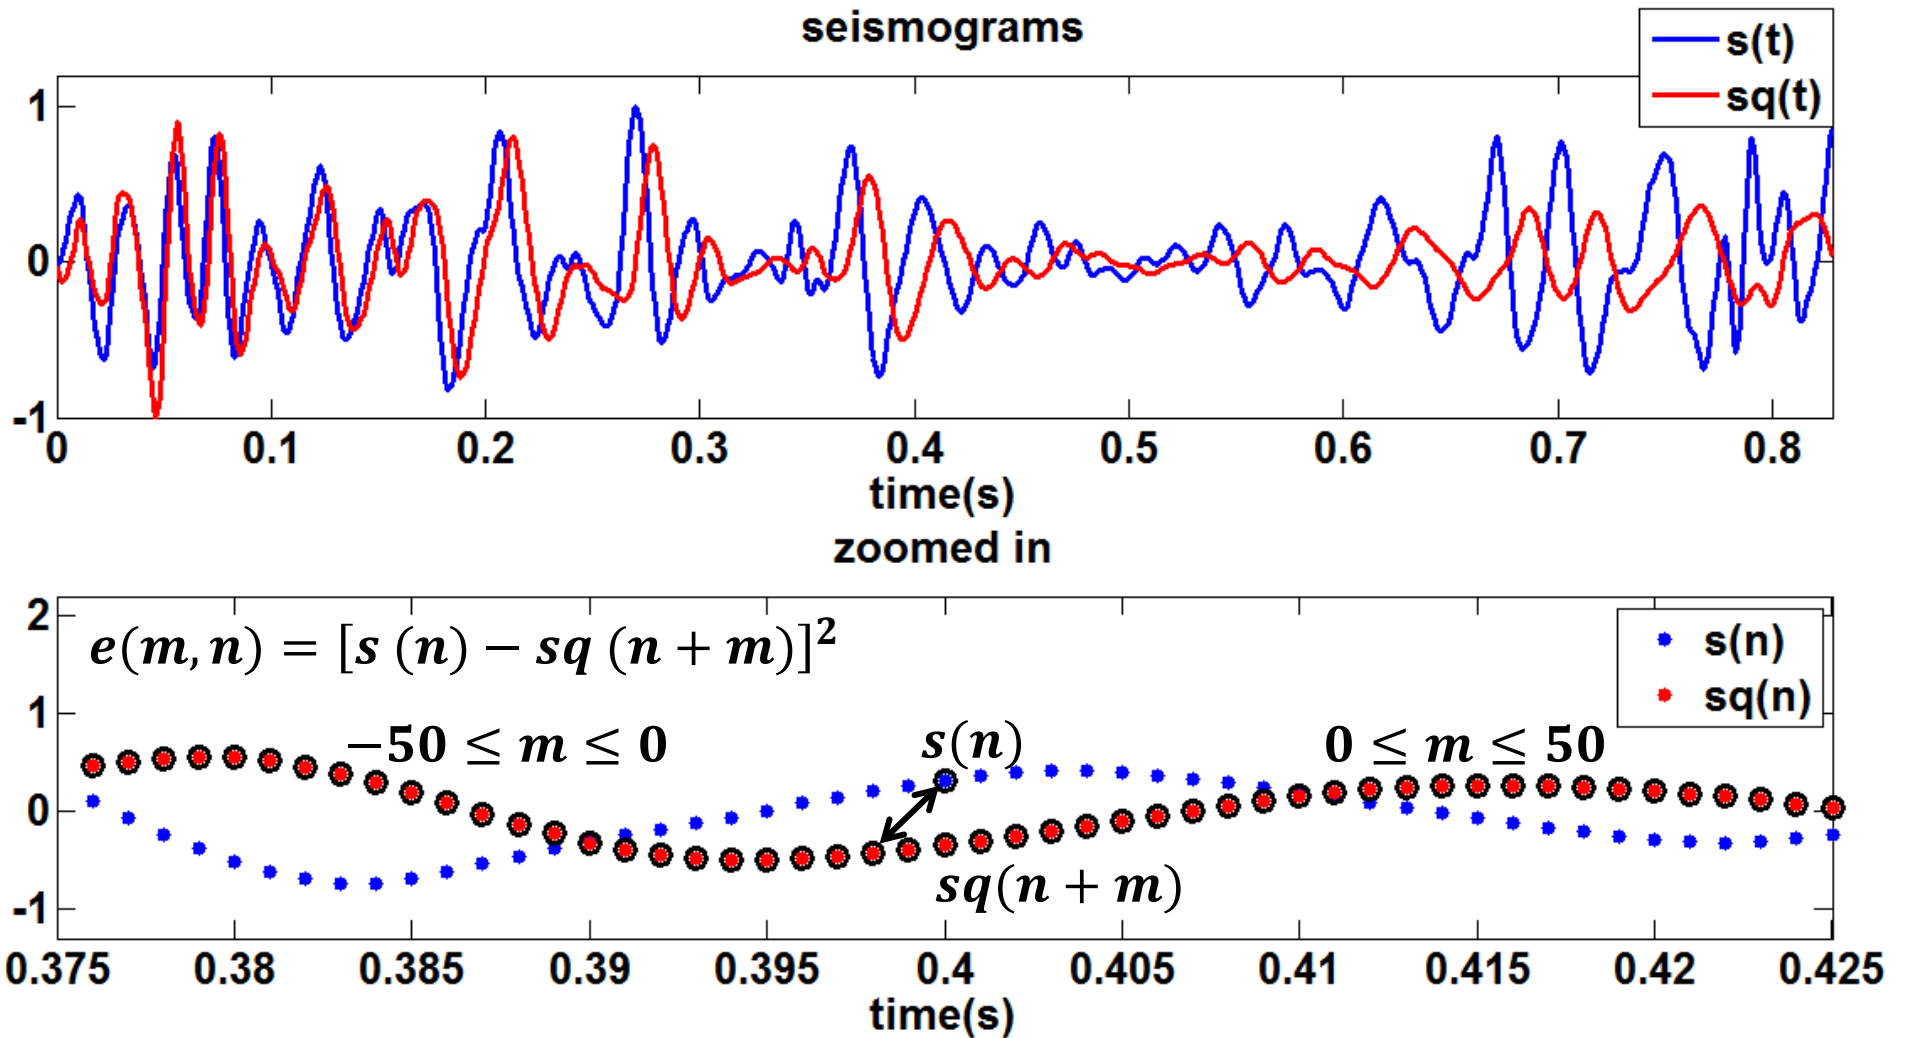 seismograms
s(t)
sq(t)
1
0
-1
0 0.1 0.2 0.3 0.4 0.5 0.6 0.7 0.8
time(s)
zoomed in
2
1
0
-1
e(m, n) = [s (n) − sq (n + m)]²
s(n)
sq(n)
−50 ≤ m ≤ 0
s(n)
0 ≤ m ≤ 50
sq(n + m)
0.375 0.38 0.385 0.39 0.395 0.4 0.405 0.41 0.415 0.42 0.425
time(s)